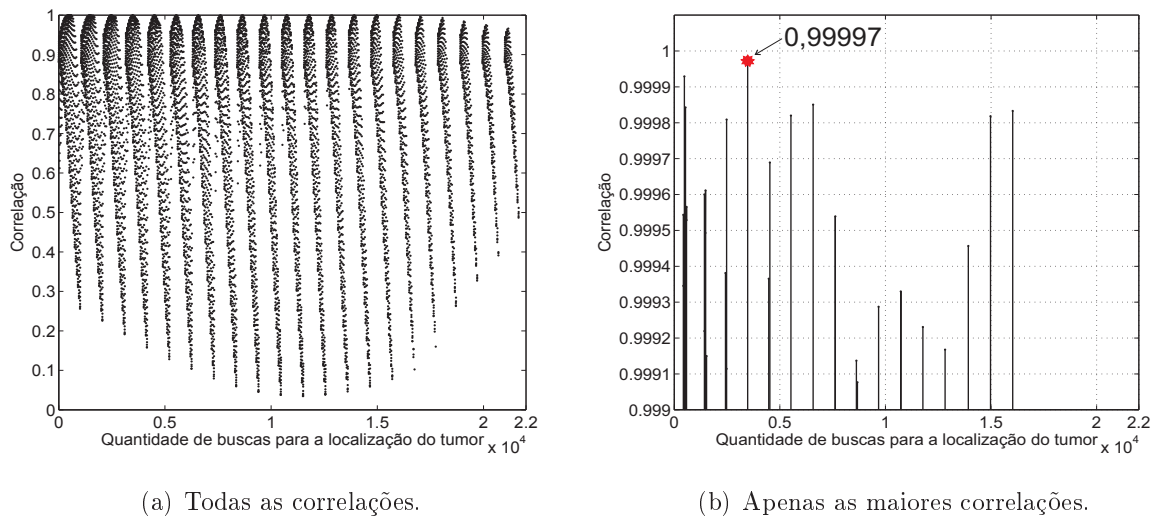 1
0.9
0.8
0.7
0.6
0.5
0.4
0.3
0.2
0.1
0
Correlação
0 0.5 1 1.5 2 2.2
Quantidade de buscas para a localização do tumor
x 10⁴
(a) Todas as correlações.
0,99997
1
0.9999
0.9998
0.9997
0.9996
0.9995
0.9994
0.9993
0.9992
0.9991
0.999
Correlação
0 0.5 1 1.5 2 2.2
Quantidade de buscas para a localização do tumor
x 10⁴
(b) Apenas as maiores correlações.